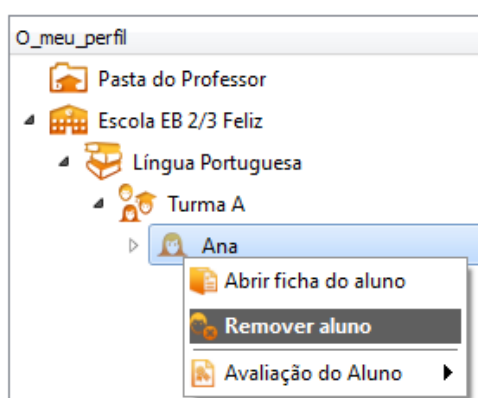 O_meu_perfil
Pasta do Professor
Escola EB 2/3 Feliz
Língua Portuguesa
Turma A
Ana
Abrir ficha do aluno
Remover aluno
Avaliação do Aluno